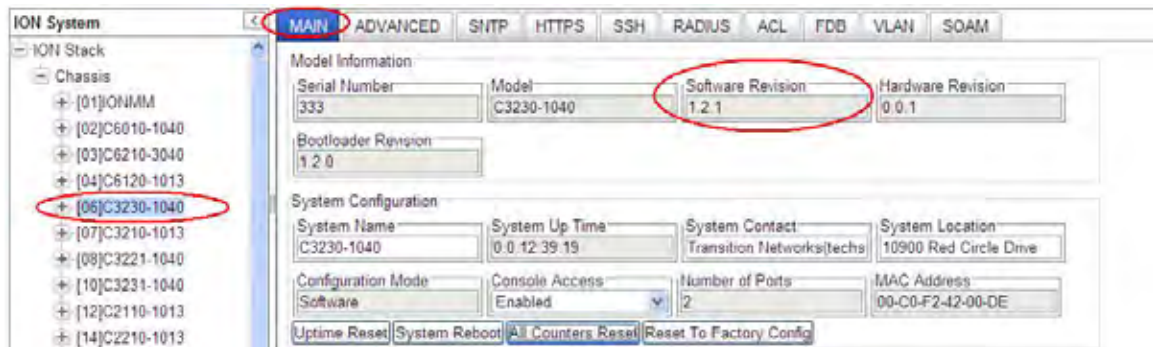 ION System
ION Stack
Chassis
[01]IONMM
[02]C6010-1040
[03]C6210-3040
[04]C6120-1013
[06]C3230-1040
[07]C3210-1013
[08]C3221-1040
[10]C3231-1040
[12]C2110-1013
[14]C2210-1013
MAIN ADVANCED SNTP HTTPS SSH RADIUS ACL FDB VLAN SOAM
Model Information
Serial Number Model Software Revision Hardware Revision
333 C3230-1040 1.2.1 0.0.1
Bootloader Revision
1.2.0
System Configuration
System Name System Up Time System Contact System Location
C3230-1040 0:0:12:39.19 Transition Networks(techs 10900 Red Circle Drive
Configuration Mode Console Access Number of Ports MAC Address
Software Enabled 2 00-C0-F2-42-00-DE
Uptime Reset System Reboot All Counters Reset Reset To Factory Config